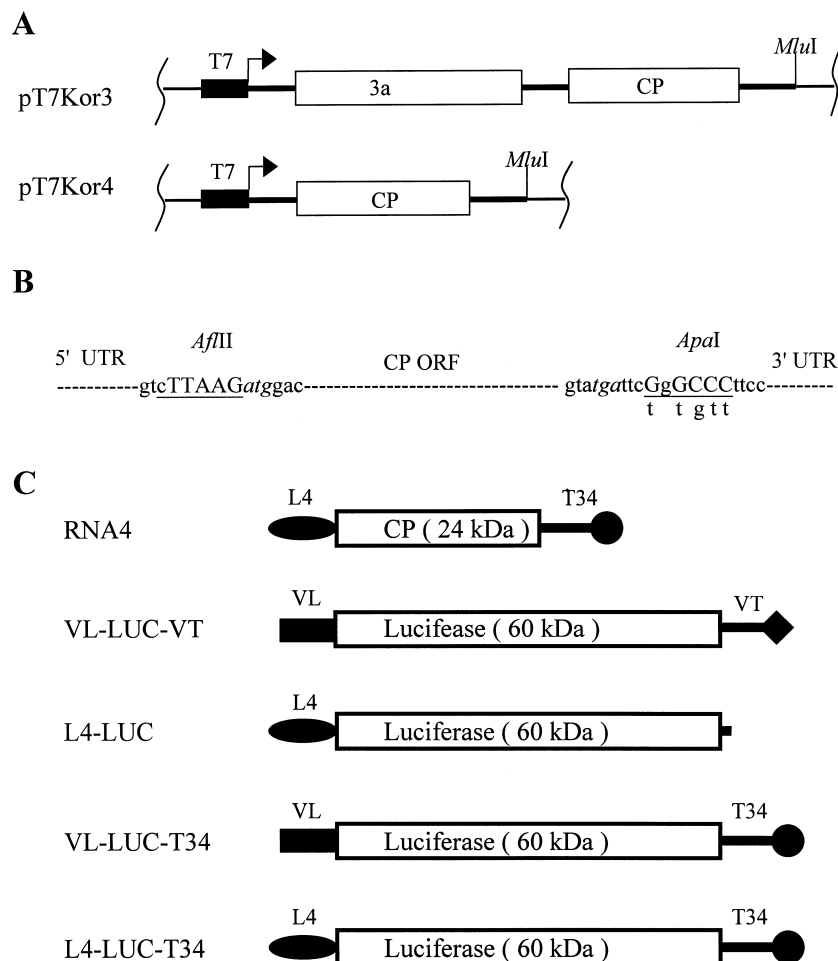 A
T7
MluI
pT7Kor3
3a
CP
T7
MluI
pT7Kor4
CP
B
5' UTR
AflII
CP ORF
ApaI
3' UTR
---------gtcTTAAGatggac---------------------------- gtatgattcGgGCCCttcc---------
t t g t t
C
RNA4
L4
CP ( 24 kDa )
T34
VL-LUC-VT
VL
Lucifease ( 60 kDa )
VT
L4-LUC
L4
Luciferase ( 60 kDa )
VL-LUC-T34
VL
Luciferase ( 60 kDa )
T34
L4-LUC-T34
L4
Luciferase ( 60 kDa )
T34